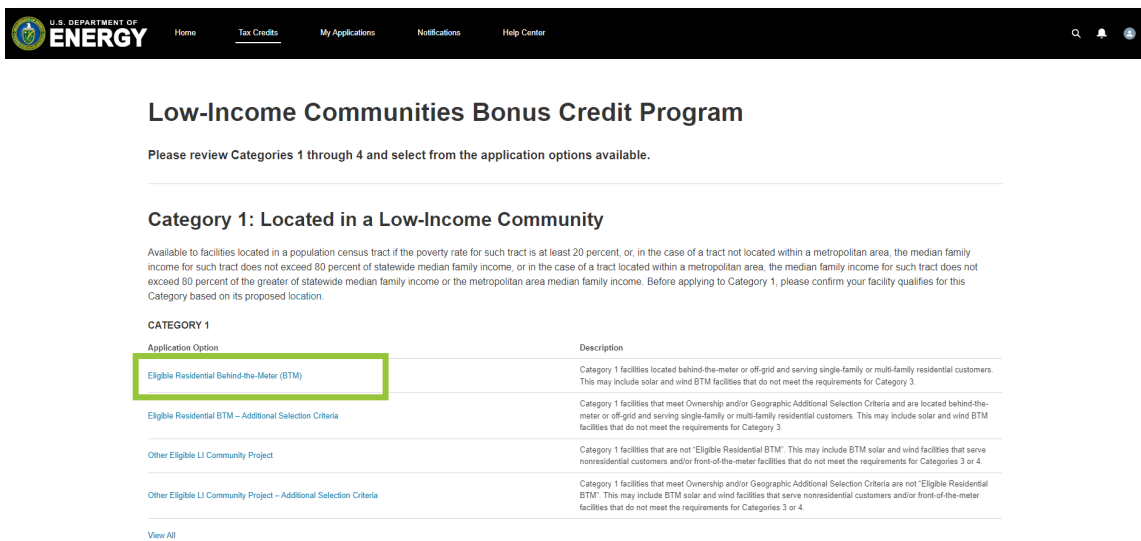 U.S. DEPARTMENT OF
ENERGY
Home
Tax Credits
My Applications
Notifications
Help Center
Low-Income Communities Bonus Credit Program
Please review Categories 1 through 4 and select from the application options available.
Category 1: Located in a Low-Income Community
Available to facilities located in a population census tract if the poverty rate for such tract is at least 20 percent, or, in the case of a tract not located within a metropolitan area, the median family
income for such tract does not exceed 80 percent of statewide median family income, or in the case of a tract located within a metropolitan area, the median family income for such tract does not
exceed 80 percent of the greater of statewide median family income or the metropolitan area median family income. Before applying to Category 1, please confirm your facility qualifies for this
Category based on its proposed location.
CATEGORY 1
Application Option
Description
Eligible Residential Behind-the-Meter (BTM)
Category 1 facilities located behind-the-meter or off-grid and serving single-family or multi-family residential customers.
This may include solar and wind BTM facilities that do not meet the requirements for Category 3.
Eligible Residential BTM – Additional Selection Criteria
Category 1 facilities that meet Ownership and/or Geographic Additional Selection Criteria and are located behind-the-
meter or off-grid and serving single-family or multi-family residential customers. This may include solar and wind BTM
facilities that do not meet the requirements for Category 3.
Other Eligible LI Community Project
Category 1 facilities that are not "Eligible Residential BTM". This may include BTM solar and wind facilities that serve
nonresidential customers and/or front-of-the-meter facilities that do not meet the requirements for Categories 3 or 4.
Other Eligible LI Community Project – Additional Selection Criteria
Category 1 facilities that meet Ownership and/or Geographic Additional Selection Criteria are not "Eligible Residential
BTM". This may include BTM solar and wind facilities that serve nonresidential customers and/or front-of-the-meter
facilities that do not meet the requirements for Categories 3 or 4.
View All